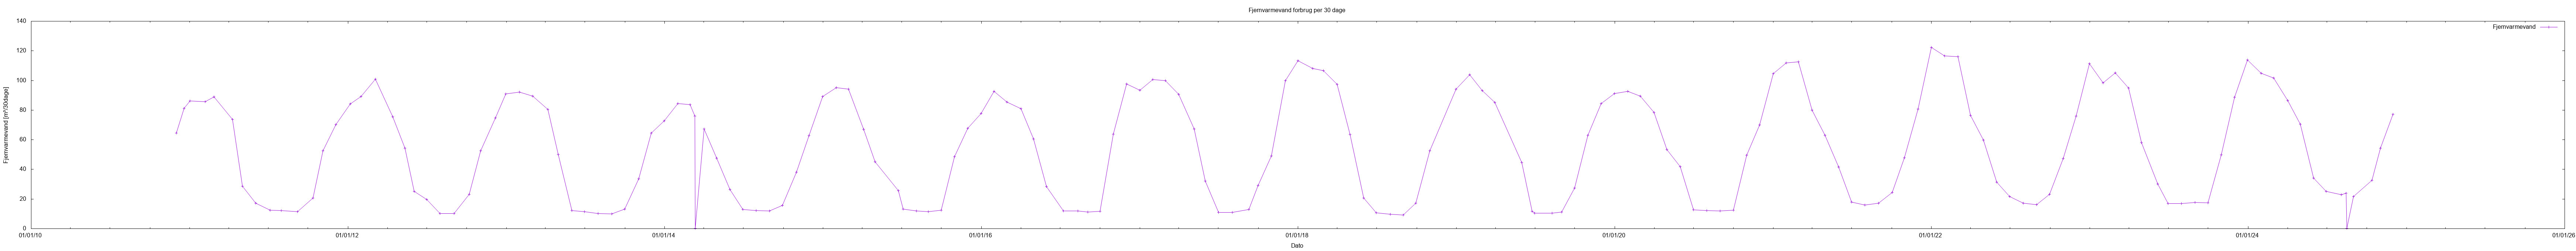 Fjernvarmevand forbrug per 30 dage
Fjernvarmevand
Fjernvarmevand [m³/30dage]
140
120
100
80
60
40
20
0
01/01/10 01/01/12 01/01/14 01/01/16 01/01/18 01/01/20 01/01/22 01/01/24 01/01/26
Dato